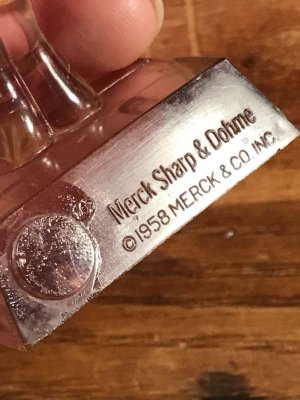 Merck Sharp & Dohme
©1958 MERCK & CO. INC.